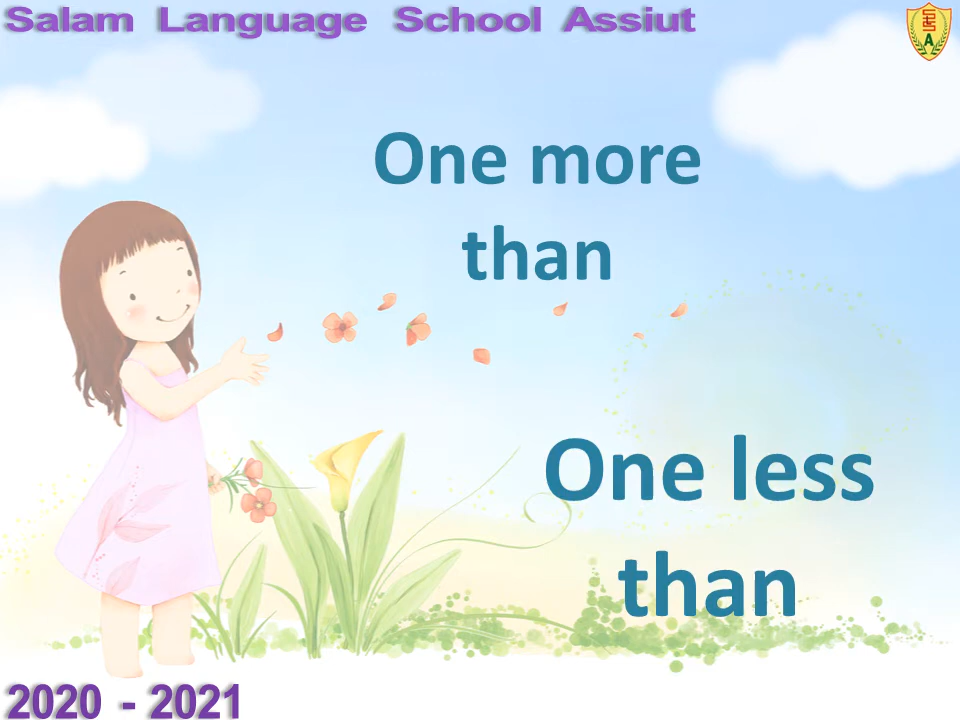 Salam Language School Assiut
One more
than
One less
than
2020 - 2021